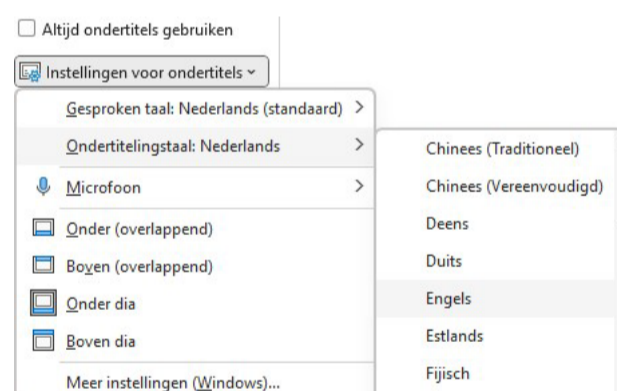 Altijd ondertitels gebruiken
Instellingen voor ondertitels
Gesproken taal: Nederlands (standaard)
Ondertitelingstaal: Nederlands
Microfoon
Onder (overlappend)
Boven (overlappend)
Onder dia
Boven dia
Meer instellingen (Windows)...
Chinees (Traditioneel)
Chinees (Vereenvoudigd)
Deens
Duits
Engels
Estlands
Fijisch